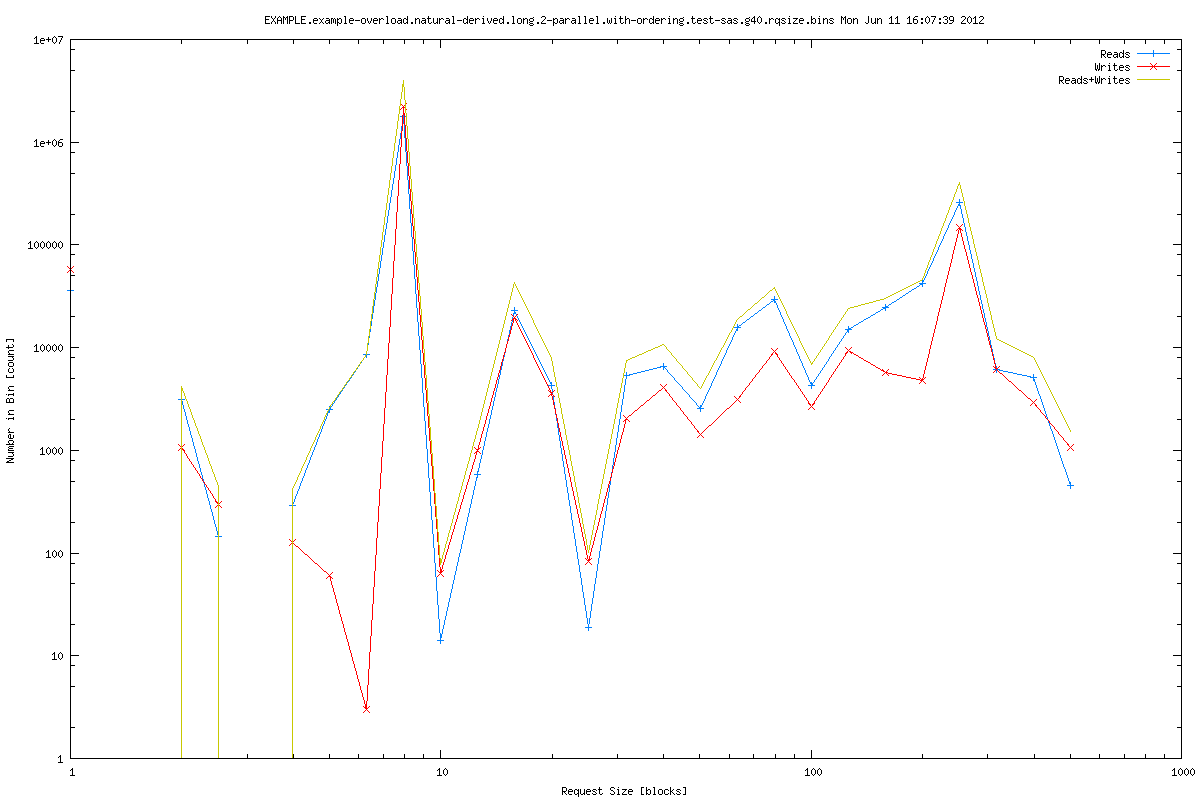 EXAMPLE.example-overload.natural-derived.long.2-parallel.with-ordering.test-sas.g40.rqsize.bins Mon Jun 11 16:07:39 2012
Reads
Writes
Reads+Writes
1e+07
1e+06
100000
10000
1000
100
10
1
Number in Bin [count]
1 10 100 1000
Request Size [blocks]